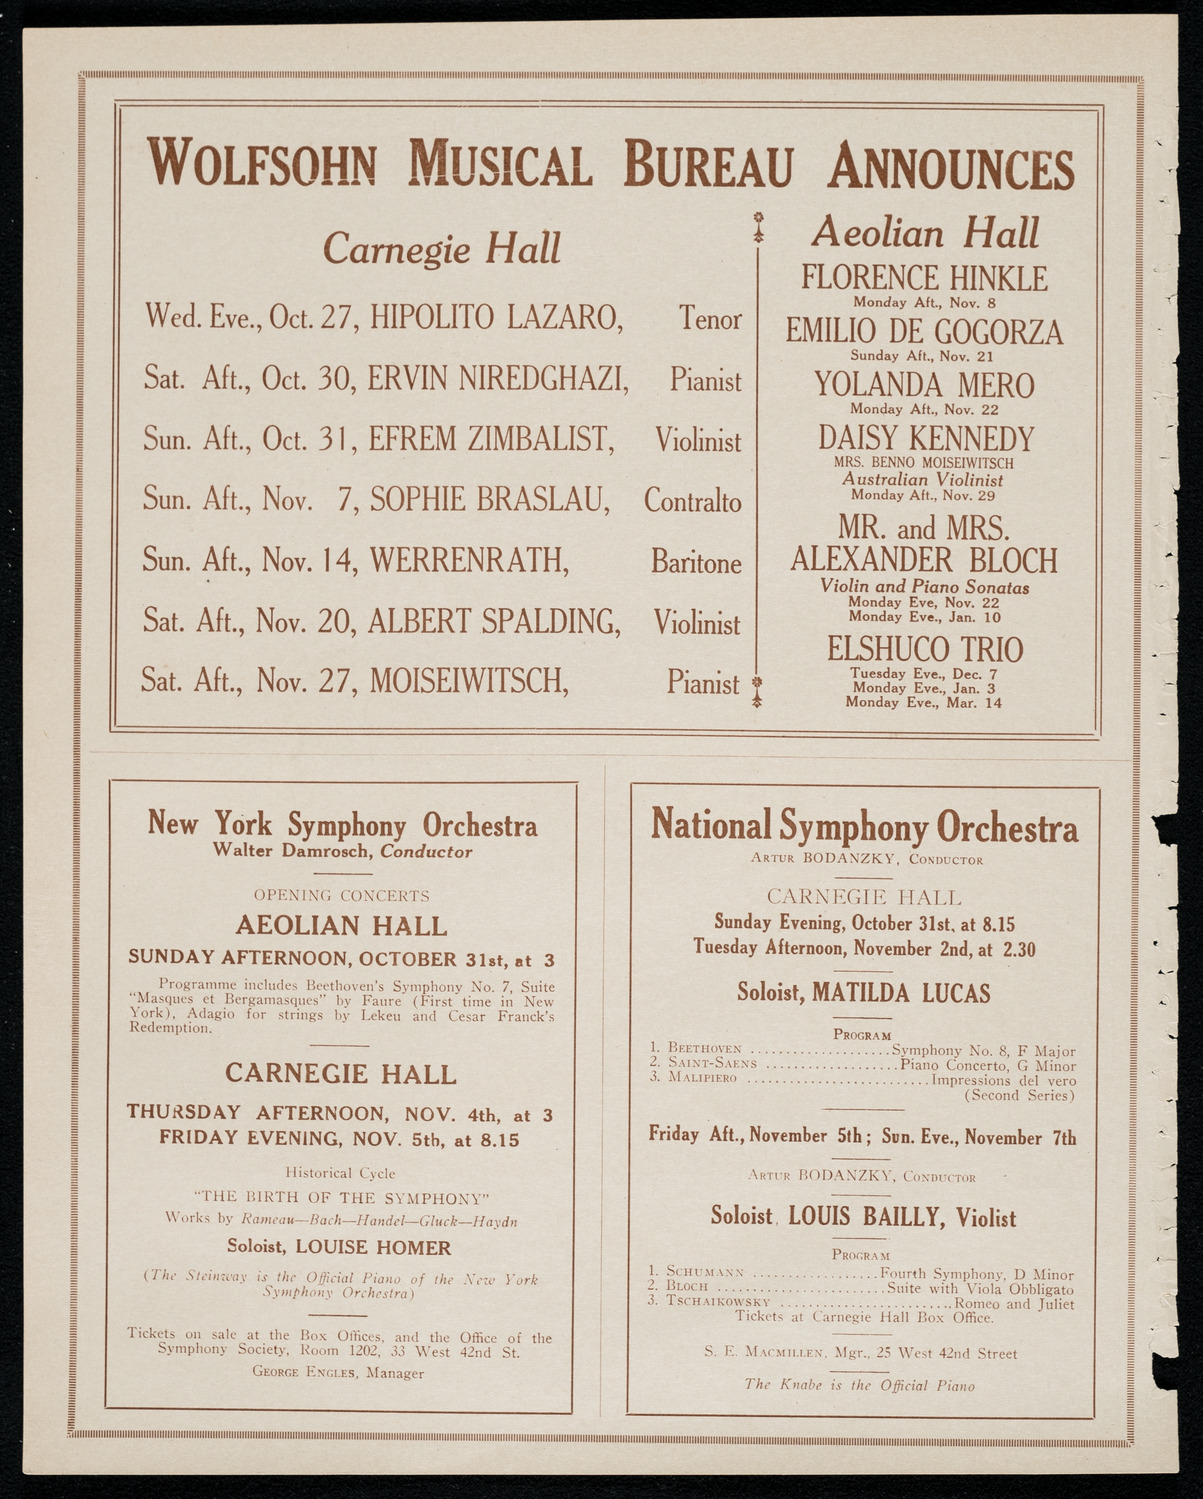 WOLFSOHN MUSICAL BUREAU ANNOUNCES
Carnegie Hall
Wed. Eve., Oct. 27, HIPOLITO LAZARO, Tenor
Sat. Aft., Oct. 30, ERVIN NIREDGHAZI, Pianist
Sun. Aft., Oct. 31, EFREM ZIMBALIST, Violinist
Sun. Aft., Nov. 7, SOPHIE BRASLAU, Contralto
Sun. Aft., Nov. 14, WERRENRATH, Baritone
Sat. Aft., Nov. 20, ALBERT SPALDING, Violinist
Sat. Aft., Nov. 27, MOISEIWITSCH, Pianist
Aeolian Hall
FLORENCE HINKLE
Monday Aft., Nov. 8
EMILIO DE GOGORZA
Sunday Aft., Nov. 21
YOLANDA MERO
Monday Aft., Nov. 22
DAISY KENNEDY
MRS. BENNO MOISEIWITSCH
Australian Violinist
Monday Aft., Nov. 29
MR. and MRS.
ALEXANDER BLOCH
Violin and Piano Sonatas
Monday Eve, Nov. 22
Monday Eve., Jan. 10
ELSHUCO TRIO
Tuesday Eve., Dec. 7
Monday Eve., Jan. 3
Monday Eve., Mar. 14
New York Symphony Orchestra
Walter Damrosch, Conductor
OPENING CONCERTS
AEOLIAN HALL
SUNDAY AFTERNOON, OCTOBER 31st, at 3
Programme includes Beethoven's Symphony No. 7, Suite
"Masques et Bergamasques" by Faure (First time in New
York), Adagio for strings by Lekeu and Cesar Franck's
Redemption.
CARNEGIE HALL
THURSDAY AFTERNOON, NOV. 4th, at 3
FRIDAY EVENING, NOV. 5th, at 8.15
Historical Cycle
"THE BIRTH OF THE SYMPHONY"
Works by Rameau—Bach—Handel—Gluck—Haydn
Soloist, LOUISE HOMER
(The Steinway is the Official Piano of the New York
Symphony Orchestra)
Tickets on sale at the Box Offices, and the Office of the
Symphony Society, Room 1202, 33 West 42nd St.
GEORGE ENGLES, Manager
National Symphony Orchestra
ARTUR BODANZKY, CONDUCTOR
CARNEGIE HALL
Sunday Evening, October 31st, at 8.15
Tuesday Afternoon, November 2nd, at 2.30
Soloist, MATILDA LUCAS
PROGRAM
1. BEETHOVEN ....................Symphony No. 8, F Major
2. SAINT-SAENS ..................Piano Concerto, G Minor
3. MALIPIERO .........................Impressions del vero
(Second Series)
Friday Aft., November 5th; Sun. Eve., November 7th
ARTUR BODANZKY, CONDUCTOR
Soloist, LOUIS BAILLY, Violist
PROGRAM
1. SCHUMANN .................Fourth Symphony, D Minor
2. BLOCH .......................Suite with Viola Obbligato
3. TSCHAIKOWSKY .......................Romeo and Juliet
Tickets at Carnegie Hall Box Office.
S. E. MACMILLEN, Mgr., 25 West 42nd Street
The Knabe is the Official Piano